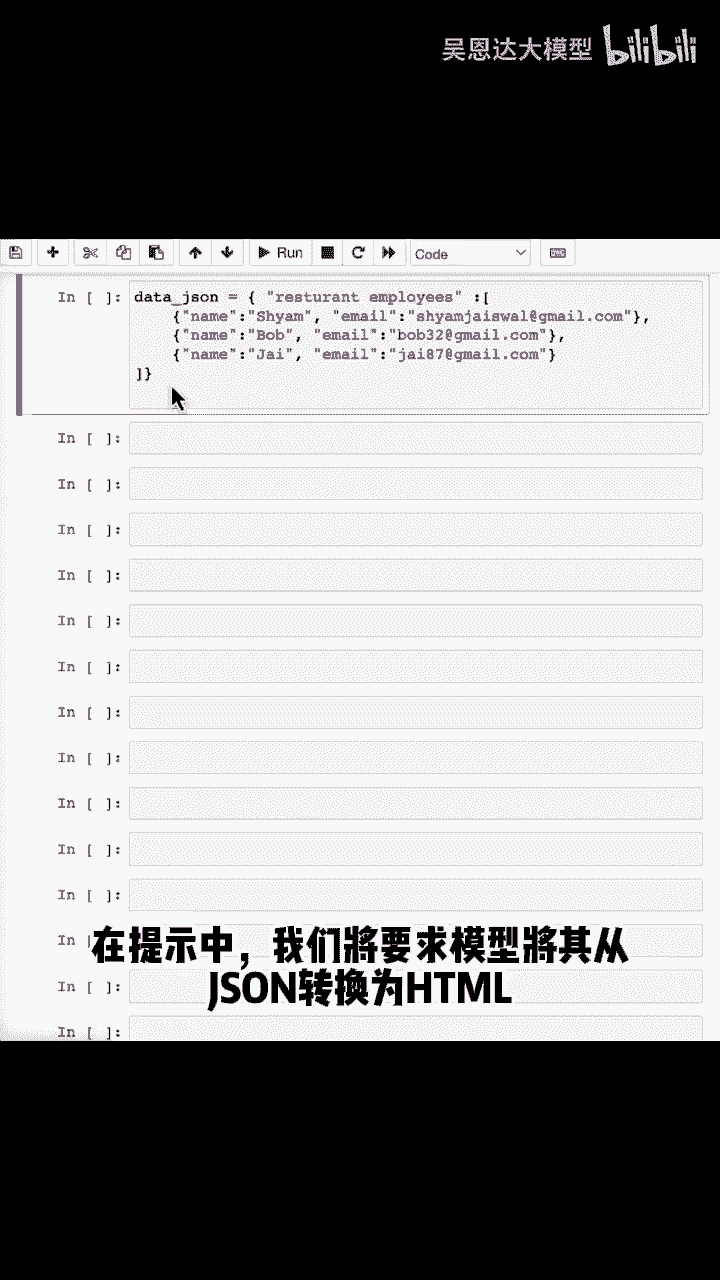 吴恩达大模型 bilibili
Run Code
In [ ]: data_json = { "resturant employees" :[
{"name":"Shyam", "email":"shyamjaiswal@gmail.com"},
{"name":"Bob", "email":"bob32@gmail.com"},
{"name":"Jai", "email":"jai87@gmail.com"}
]}
In [ ]:
In [ ]:
In [ ]:
In [ ]:
In [ ]:
In [ ]:
In [ ]:
In [ ]:
In [ ]:
In [ ]:
In [ ]:
In [
在提示中，我们將要求模型將其从
In [ ]:
JSON转换为HTML
In [ ]: